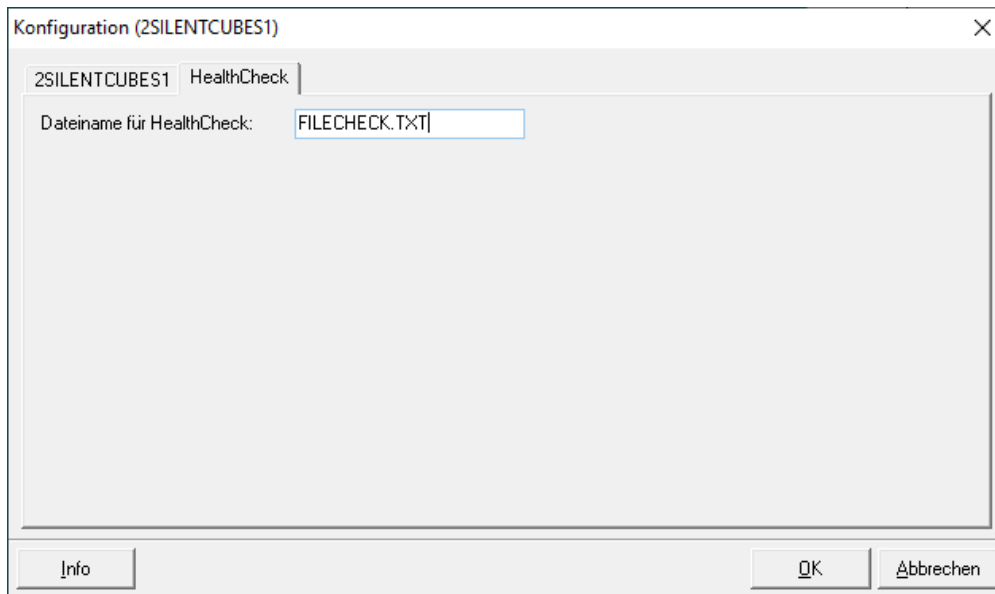 Konfiguration (2SILENTCUBES1)
2SILENTCUBES1 HealthCheck
Dateiname für HealthCheck: FILECHECK.TXT
Info OK Abbrechen